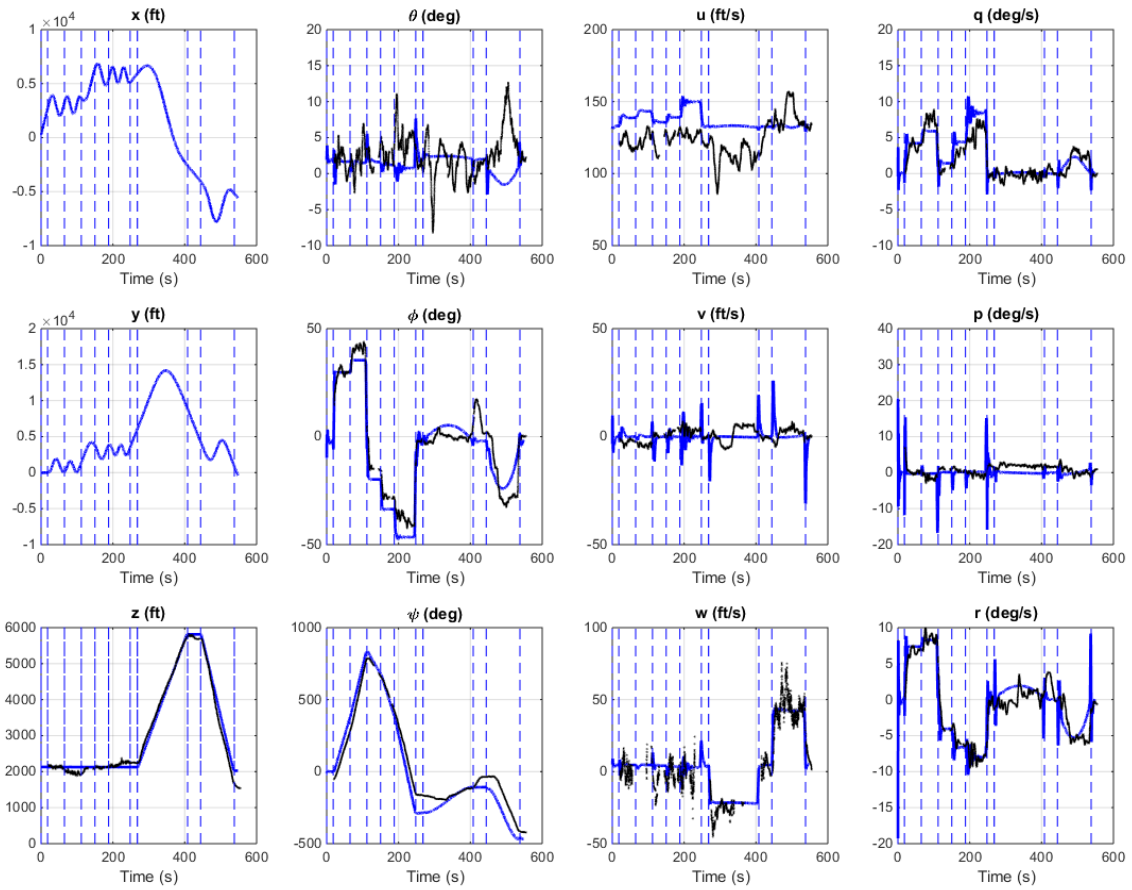 x (ft) θ (deg) u (ft/s) q (deg/s)
×10^4
1
0.5
0
-0.5
-1
0 200 400 600
Time (s)
10
5
0
-5
-10
15
20
0 200 400 600
Time (s)
200
150
100
50
0 200 400 600
Time (s)
20
15
10
5
0
-5
-10
0 200 400 600
Time (s)
y (ft) ϕ (deg) v (ft/s) p (deg/s)
×10^4
2
1.5
1
0.5
0
-0.5
-1
0 200 400 600
Time (s)
50
0
-50
0 200 400 600
Time (s)
50
0
-50
0 200 400 600
Time (s)
40
30
20
10
0
-10
-20
0 200 400 600
Time (s)
z (ft) ψ (deg) w (ft/s) r (deg/s)
6000
5000
4000
3000
2000
1000
0
0 200 400 600
Time (s)
1000
500
0
-500
0 200 400 600
Time (s)
100
50
0
-50
0 200 400 600
Time (s)
10
5
0
-5
-10
-15
-20
0 200 400 600
Time (s)